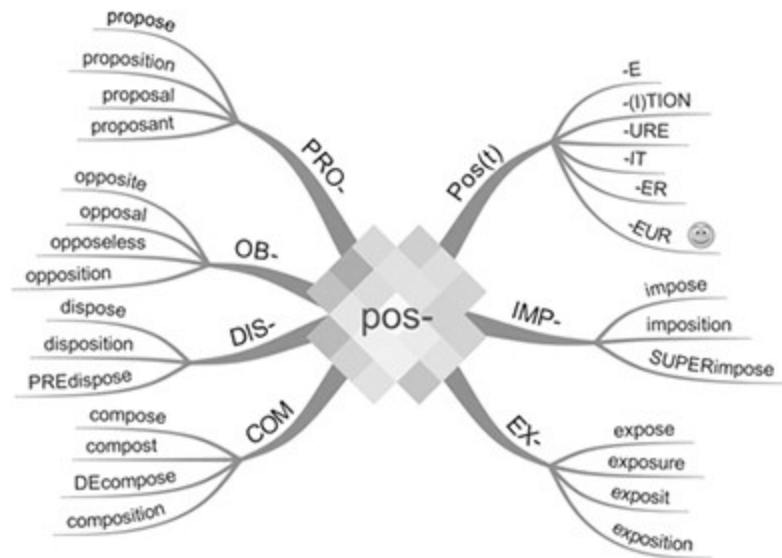 pos-
PRO-
propose
proposition
proposal
proposant
OB-
opposite
opposal
opposeless
opposition
DIS-
dispose
disposition
PREdispose
COM
compose
compost
DEcompose
composition
Pos(t)
-E
-(I)TION
-URE
-IT
-ER
-EUR
IMP-
impose
imposition
SUPERimpose
EX-
expose
exposure
exposit
exposition